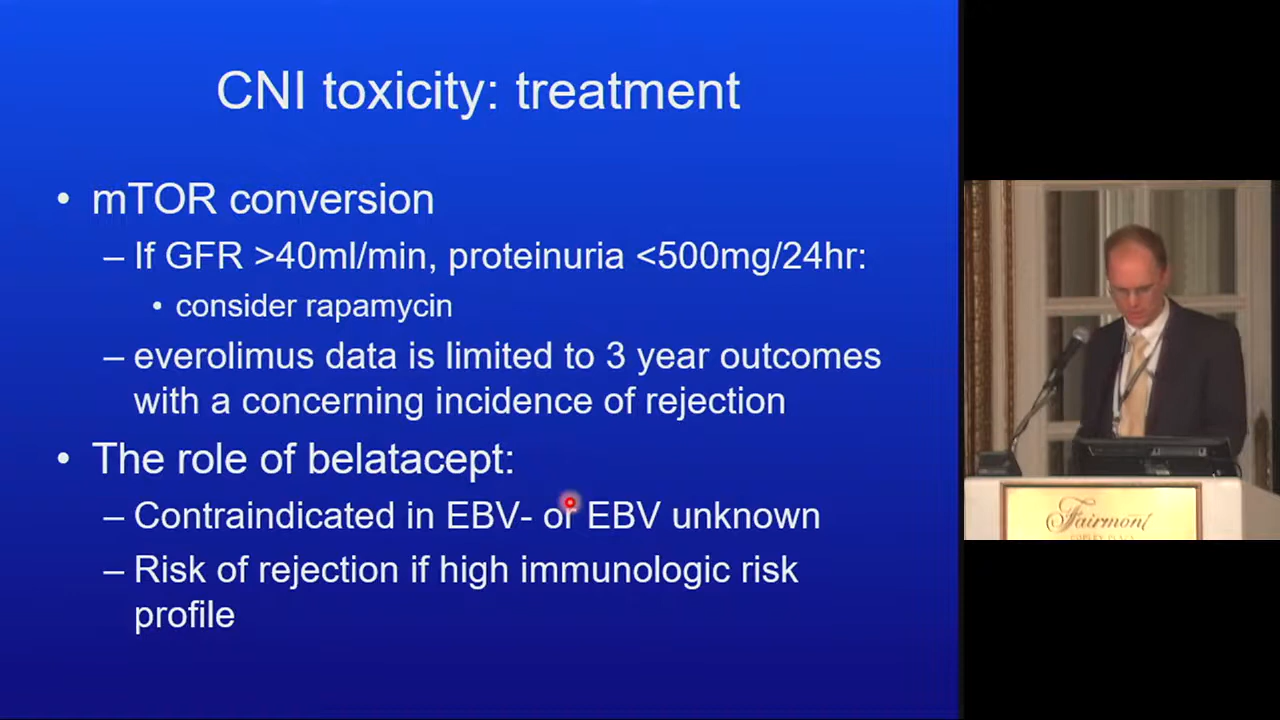 CNI toxicity: treatment
• mTOR conversion
– If GFR >40ml/min, proteinuria <500mg/24hr:
• consider rapamycin
– everolimus data is limited to 3 year outcomes
with a concerning incidence of rejection
• The role of belatacept:
– Contraindicated in EBV- or EBV unknown
– Risk of rejection if high immunologic risk
profile
Fairmont
COPLEY PLAZA